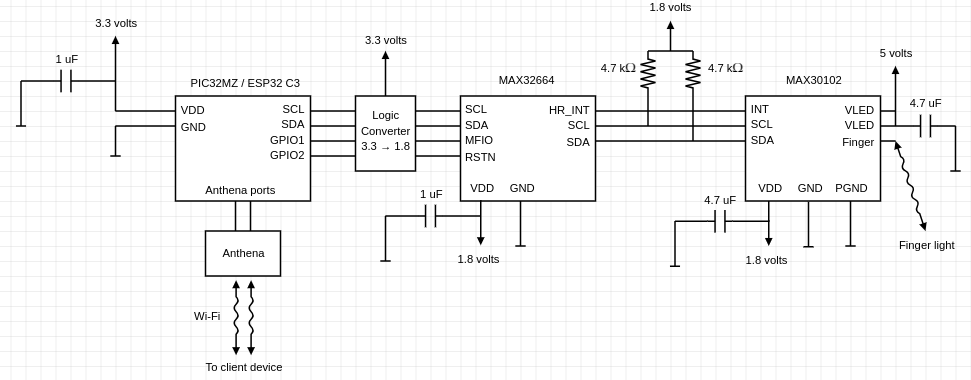 1.8 volts
3.3 volts
3.3 volts
5 volts
1 uF
4.7 kΩ
4.7 kΩ
PIC32MZ / ESP32 C3
MAX32664
MAX30102
4.7 uF
VDD
GND
SCL
SDA
GPIO1
GPIO2
Anthena ports
Logic
Converter
3.3 → 1.8
SCL
SDA
MFIO
RSTN
HR_INT
SCL
SDA
VDD
GND
INT
SCL
SDA
VLED
VLED
Finger
VDD
GND
PGND
1 uF
4.7 uF
1.8 volts
1.8 volts
Finger light
Anthena
Wi-Fi
To client device